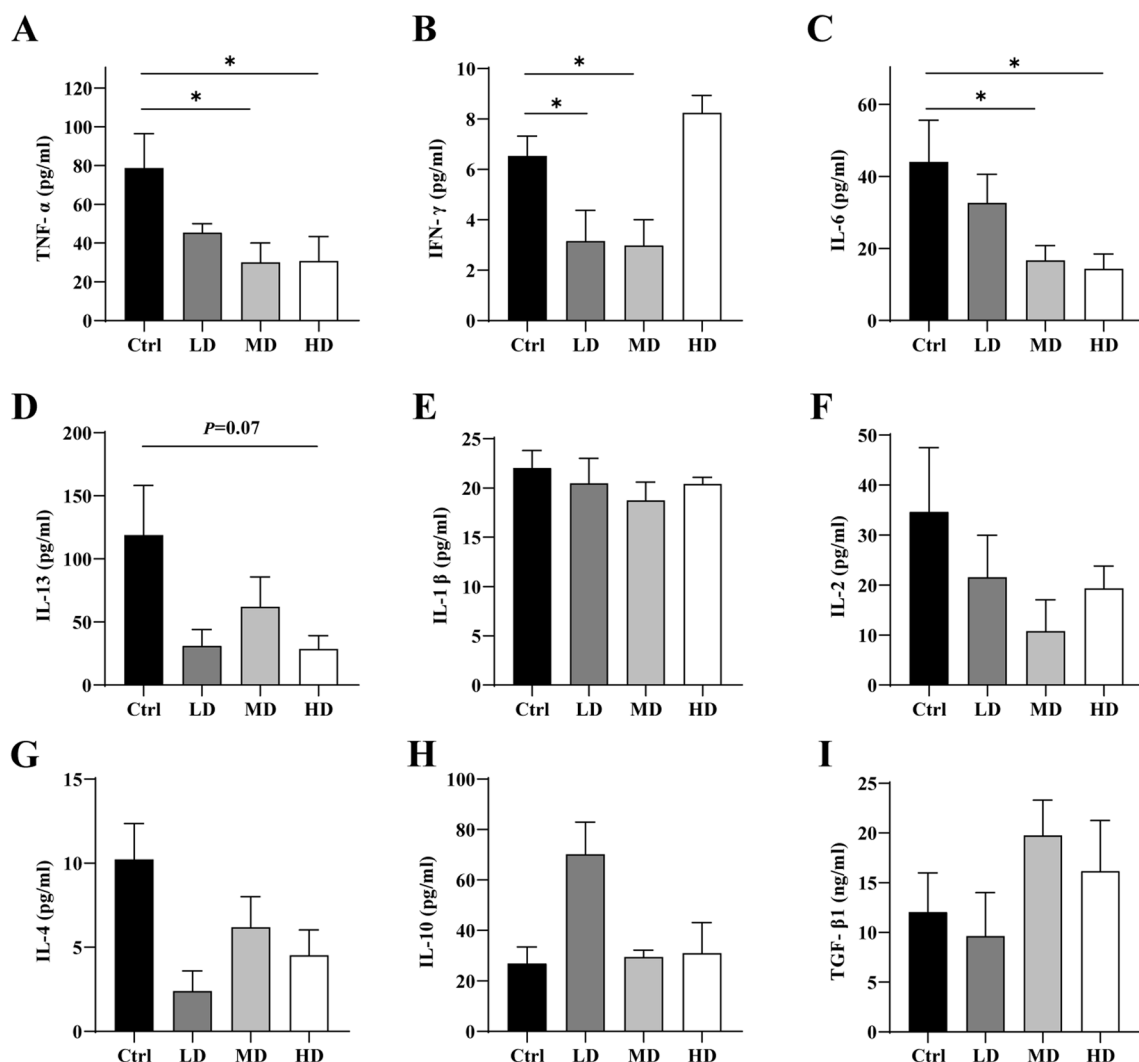 A
*
*
TNF- α (pg/ml)
120
100
80
60
40
20
0
Ctrl LD MD HD
B
*
*
IFN- γ (pg/ml)
10
8
6
4
2
0
Ctrl LD MD HD
C
*
*
IL-6 (pg/ml)
60
40
20
0
Ctrl LD MD HD
D
P=0.07
IL-13 (pg/ml)
200
150
100
50
0
Ctrl LD MD HD
E
IL-1β (pg/ml)
25
20
15
10
5
0
Ctrl LD MD HD
F
IL-2 (pg/ml)
50
40
30
20
10
0
Ctrl LD MD HD
G
IL-4 (pg/ml)
15
10
5
0
Ctrl LD MD HD
H
IL-10 (pg/ml)
100
80
60
40
20
0
Ctrl LD MD HD
I
TGF- β1 (ng/ml)
25
20
15
10
5
0
Ctrl LD MD HD